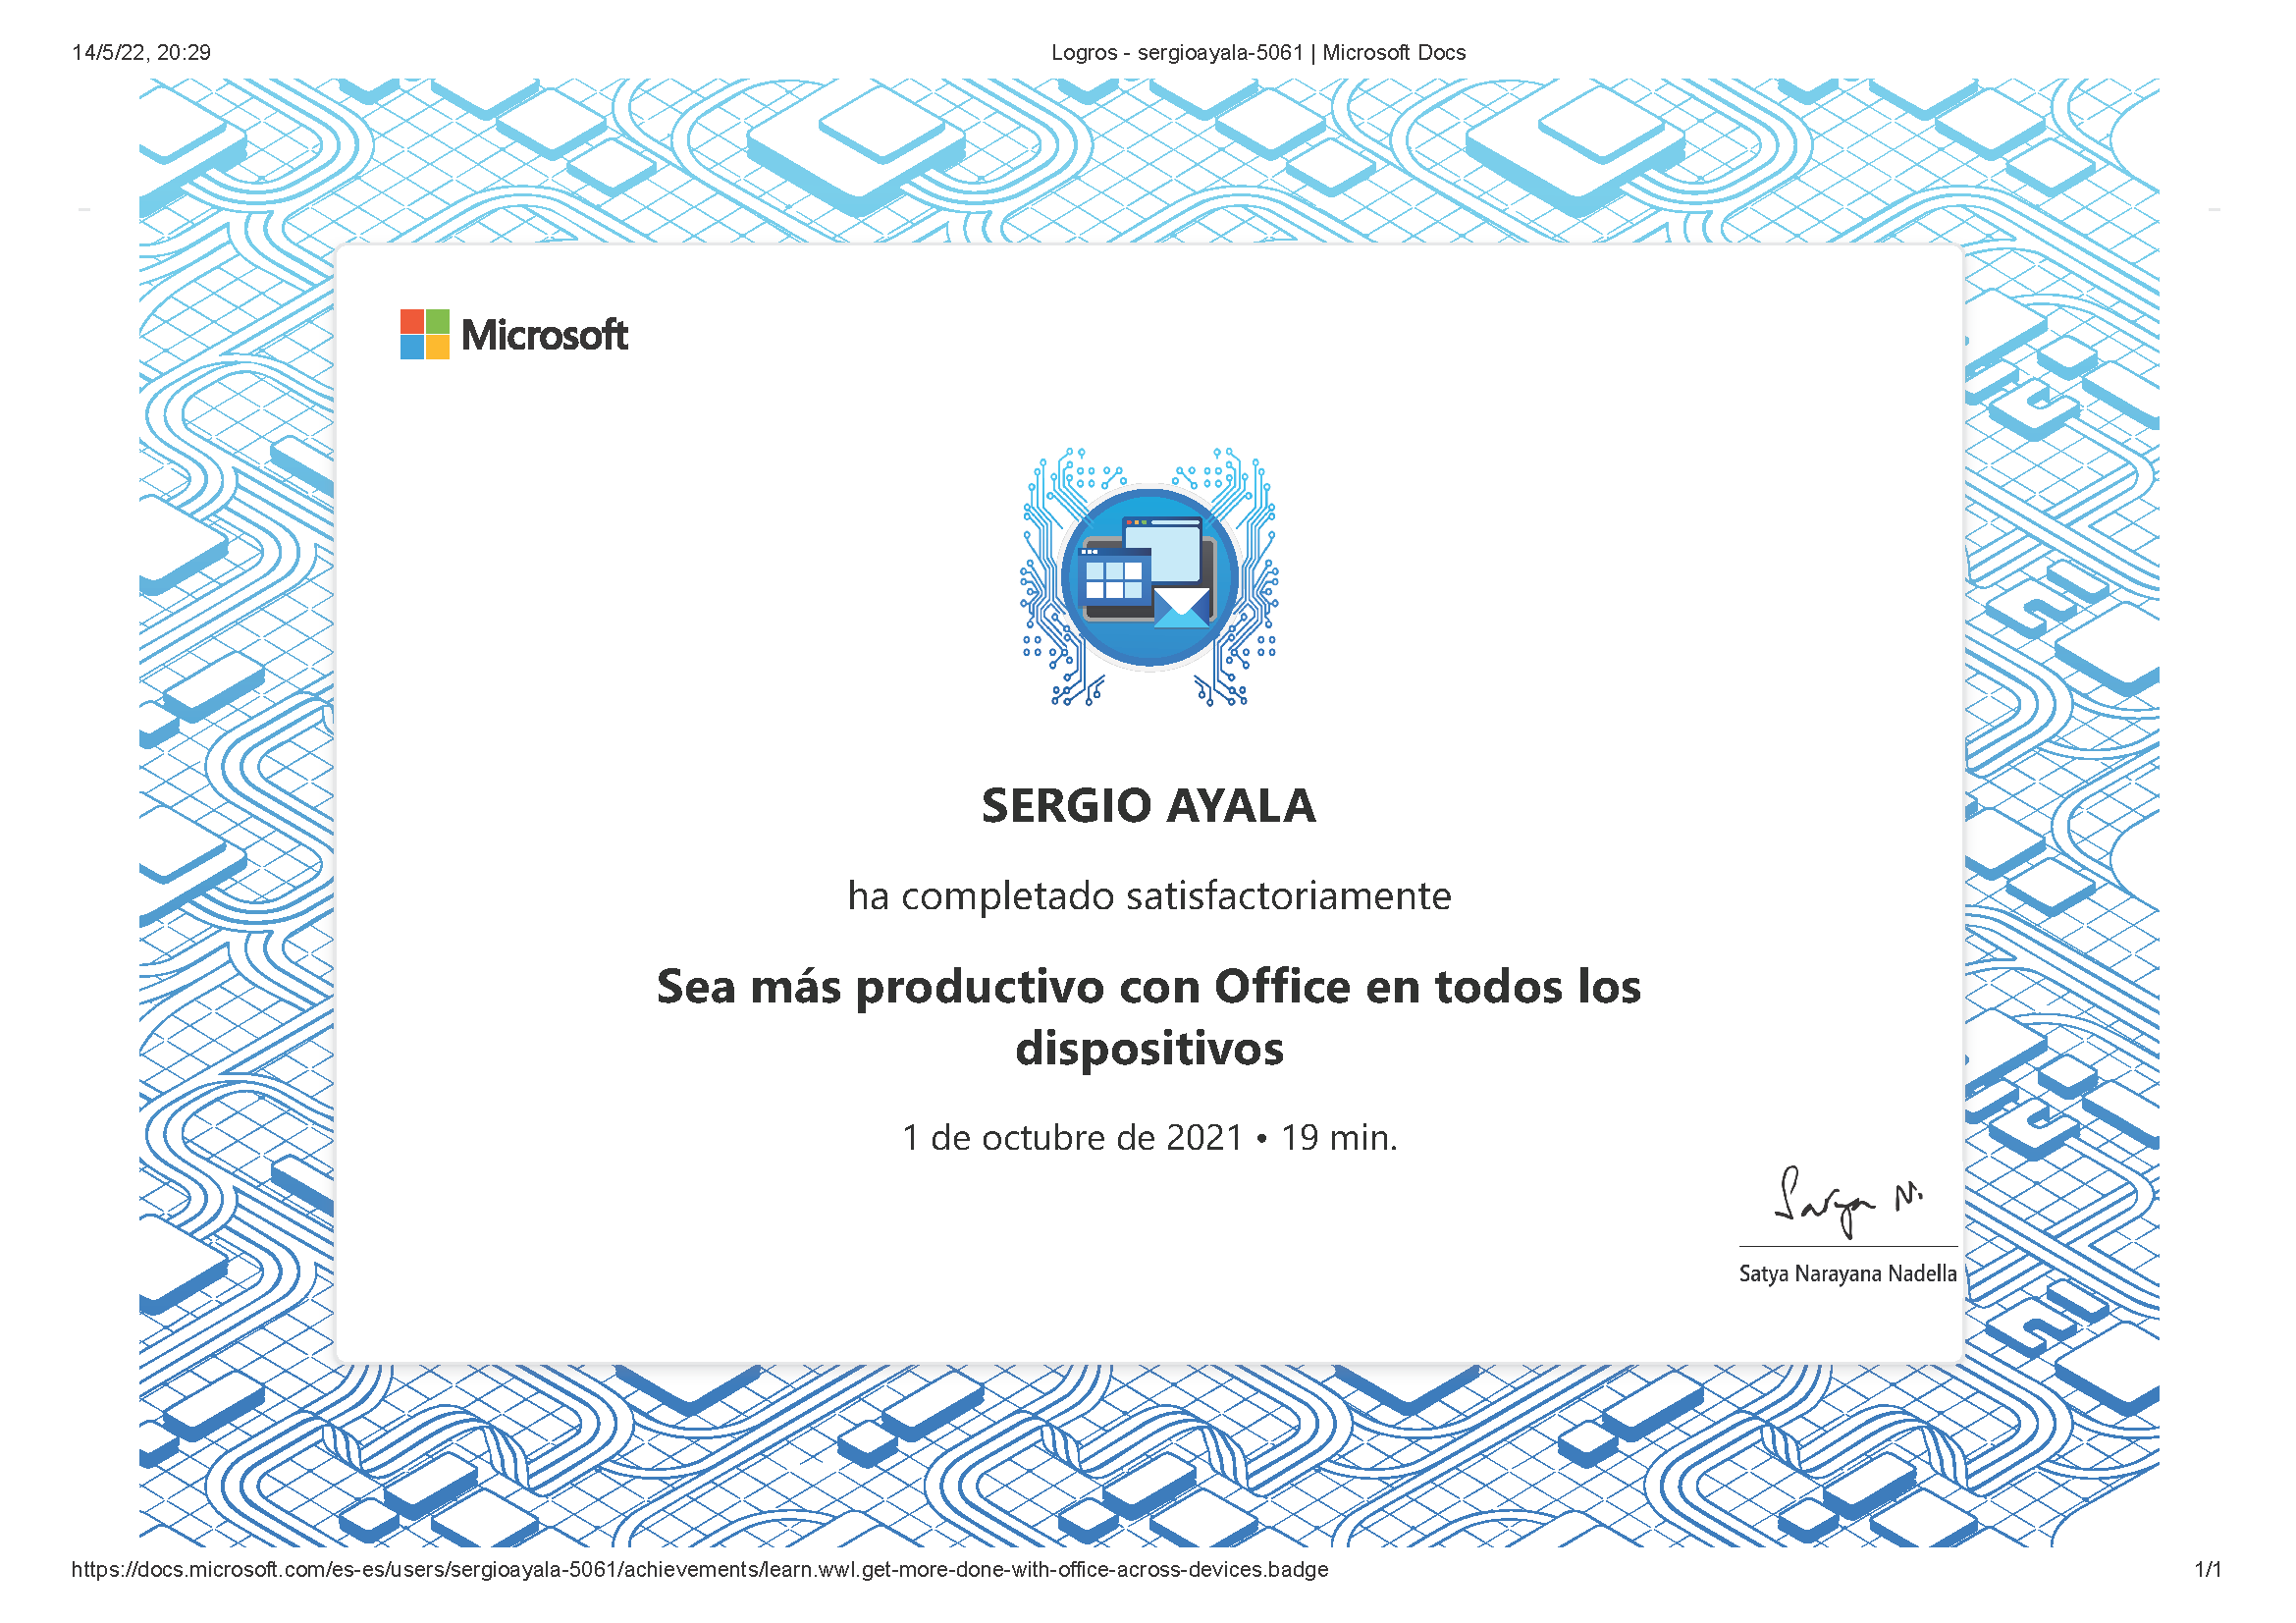 14/5/22, 20:29
Logros - sergioayala-5061 | Microsoft Docs
Microsoft
SERGIO AYALA
ha completado satisfactoriamente
Sea más productivo con Office en todos los
dispositivos
1 de octubre de 2021 • 19 min.
Satya N.
Satya Narayana Nadella
https://docs.microsoft.com/es-es/users/sergioayala-5061/achievements/learn.wwl.get-more-done-with-office-across-devices.badge
1/1